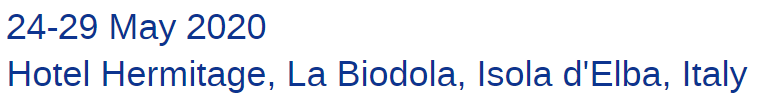 24-29 May 2020
Hotel Hermitage, La Biodola, Isola d'Elba, Italy